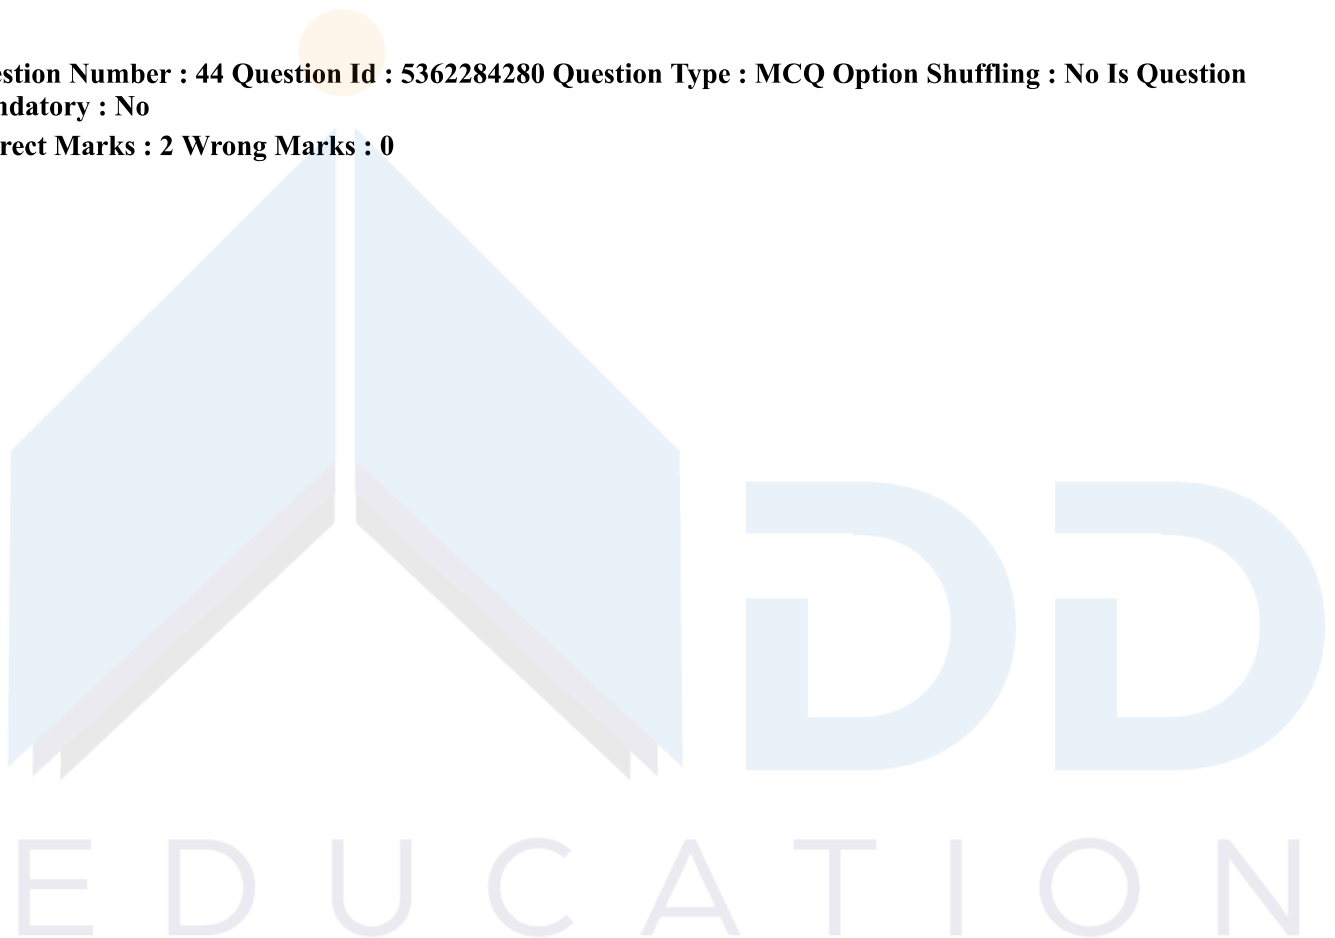 estion Number : 44 Question Id : 5362284280 Question Type : MCQ Option Shuffling : No Is Question
ndatory : No
rrect Marks : 2 Wrong Marks : 0
DD
EDUCATION